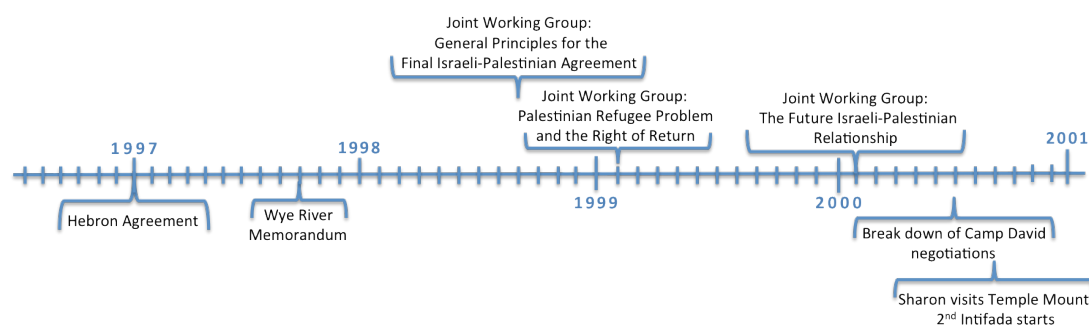 Joint Working Group:
General Principles for the
Final Israeli-Palestinian Agreement
Joint Working Group:
Palestinian Refugee Problem
and the Right of Return
Joint Working Group:
The Future Israeli-Palestinian
Relationship
1997
1998
1999
2000
2001
Hebron Agreement
Wye River
Memorandum
Break down of Camp David
negotiations
Sharon visits Temple Mount
2nd Intifada starts